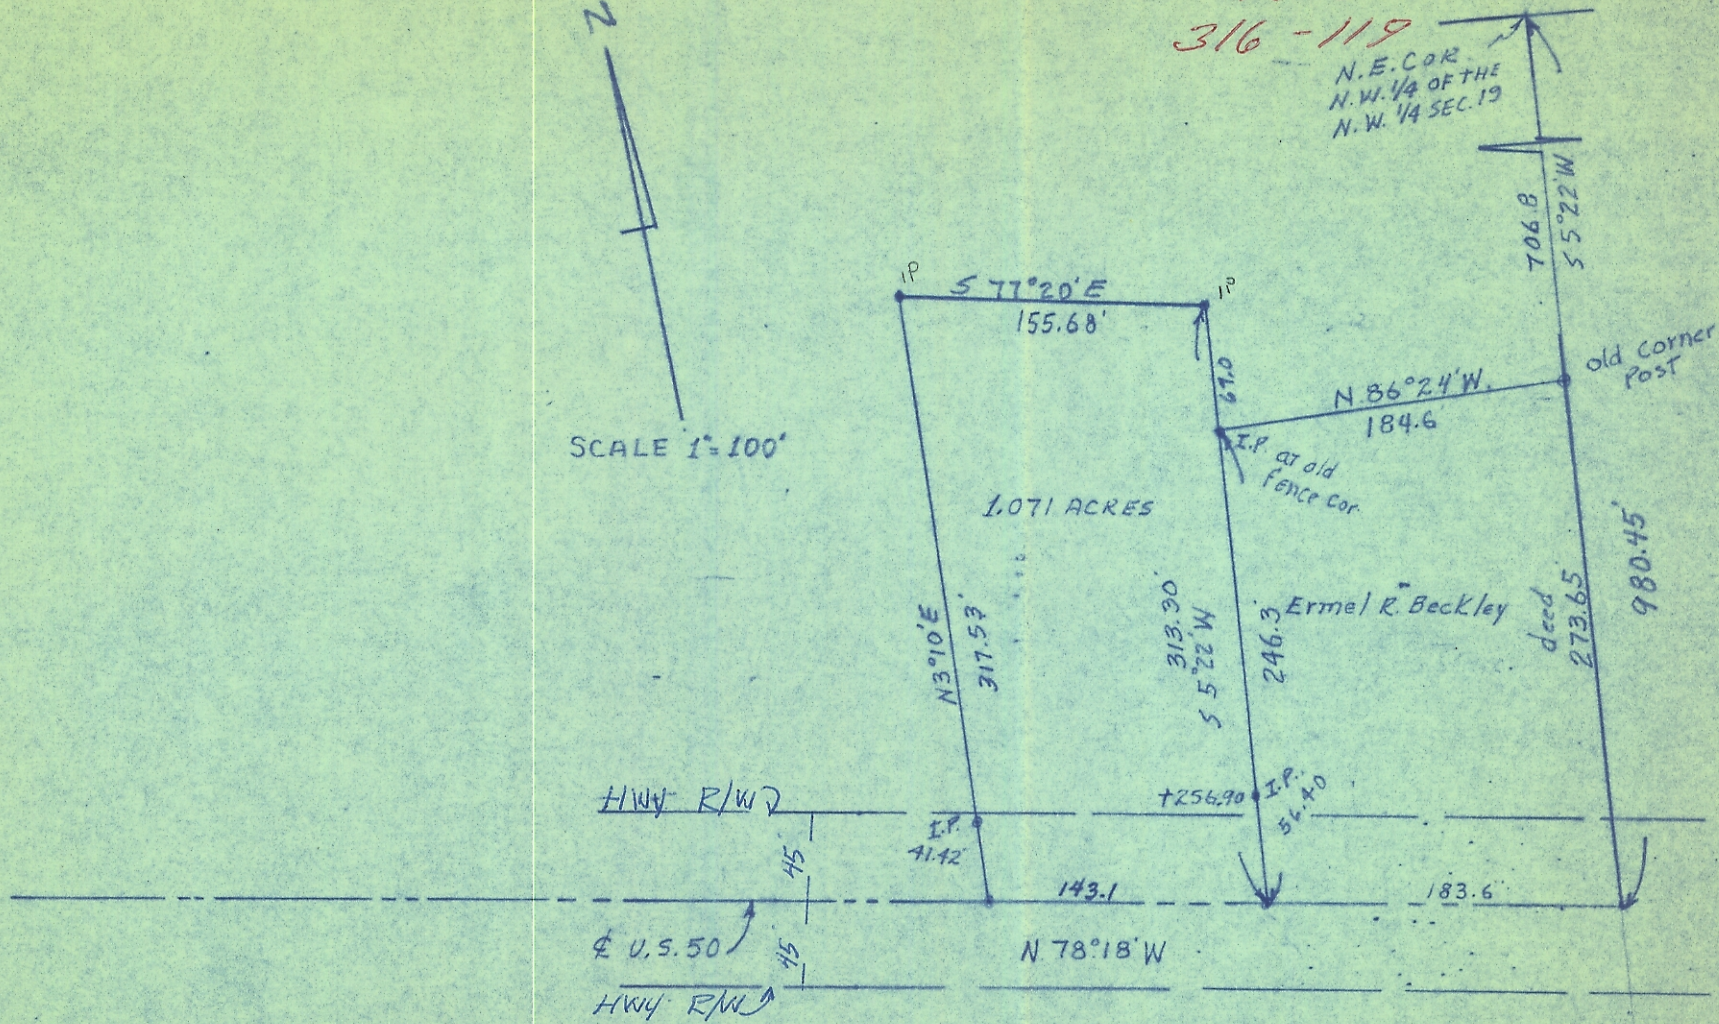 N
316-119
N.E. COR
N.W. 1/4 OF THE
N.W. 1/4 SEC. 19
706.8
S 5°22' W
IP
S 77°20' E
155.68'
IP
67.0
old corner
post
N. 86°24' W.
184.6
SCALE 1"=100'
I.P. at old
fence cor.
1.071 ACRES
N 3°10' E
317.53'
313.30'
S 5°22' W
246.3'
Ermel R. Beckley
deed
273.65'
980.45'
HWY R/W
I.P.
41.42'
+256.90
I.P.
56.40
45
143.1
183.6
₵ U.S. 50
45
N 78°18' W
HWY R/W